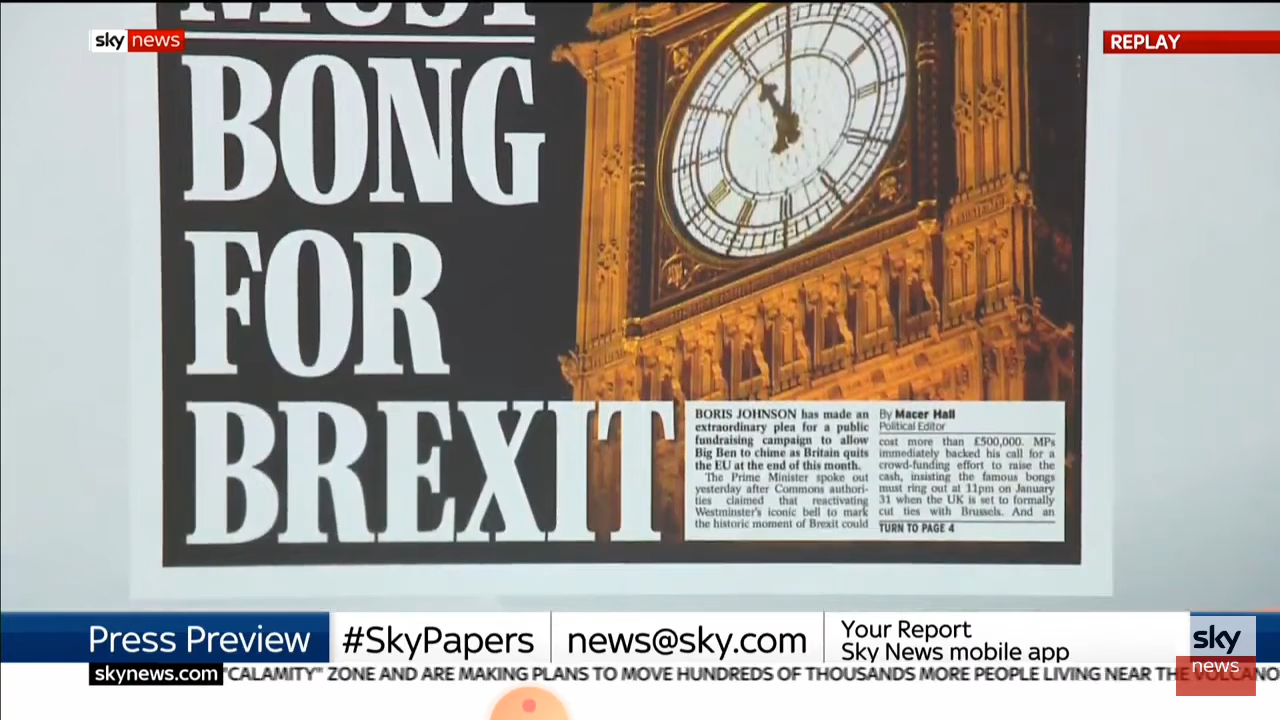 MUST
sky news
REPLAY
BONG
FOR
BREXIT
BORIS JOHNSON has made an
extraordinary plea for a public
fundraising campaign to allow
Big Ben to chime as Britain quits
the EU at the end of this month.
The Prime Minister spoke out
yesterday after Commons authori-
ties claimed that reactivating
Westminster's iconic bell to mark
the historic moment of Brexit could
By Macer Hall
Political Editor
cost more than £500,000. MPs
immediately backed his call for a
crowd-funding effort to raise the
cash, insisting the famous bongs
must ring out at 11pm on January
31 when the UK is set to formally
cut ties with Brussels. And an
TURN TO PAGE 4
Press Preview
#SkyPapers
news@sky.com
Your Report
Sky News mobile app
sky
news
skynews.com
"CALAMITY" ZONE AND ARE MAKING PLANS TO MOVE HUNDREDS OF THOUSANDS MORE PEOPLE LIVING NEAR THE VOLCANO